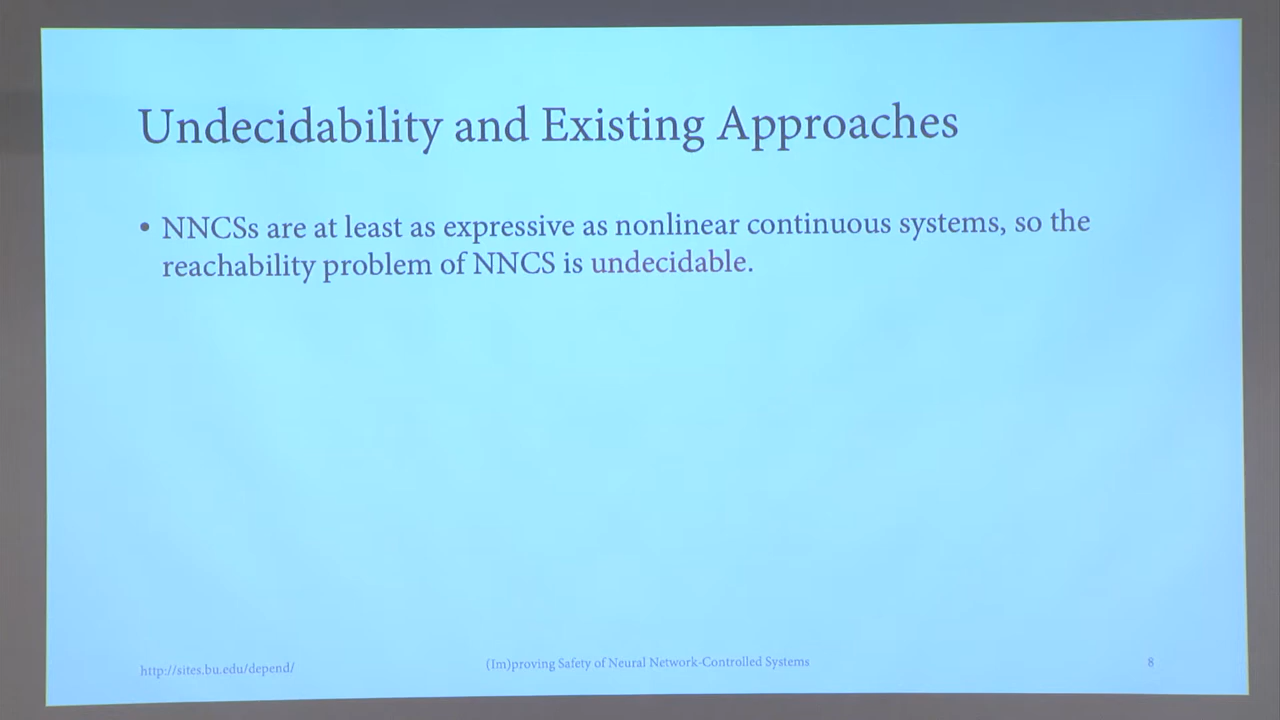 Undecidability and Existing Approaches
• NNCSs are at least as expressive as nonlinear continuous systems, so the
reachability problem of NNCS is undecidable.
http://sites.bu.edu/depend/
(Im)proving Safety of Neural Network-Controlled Systems
8